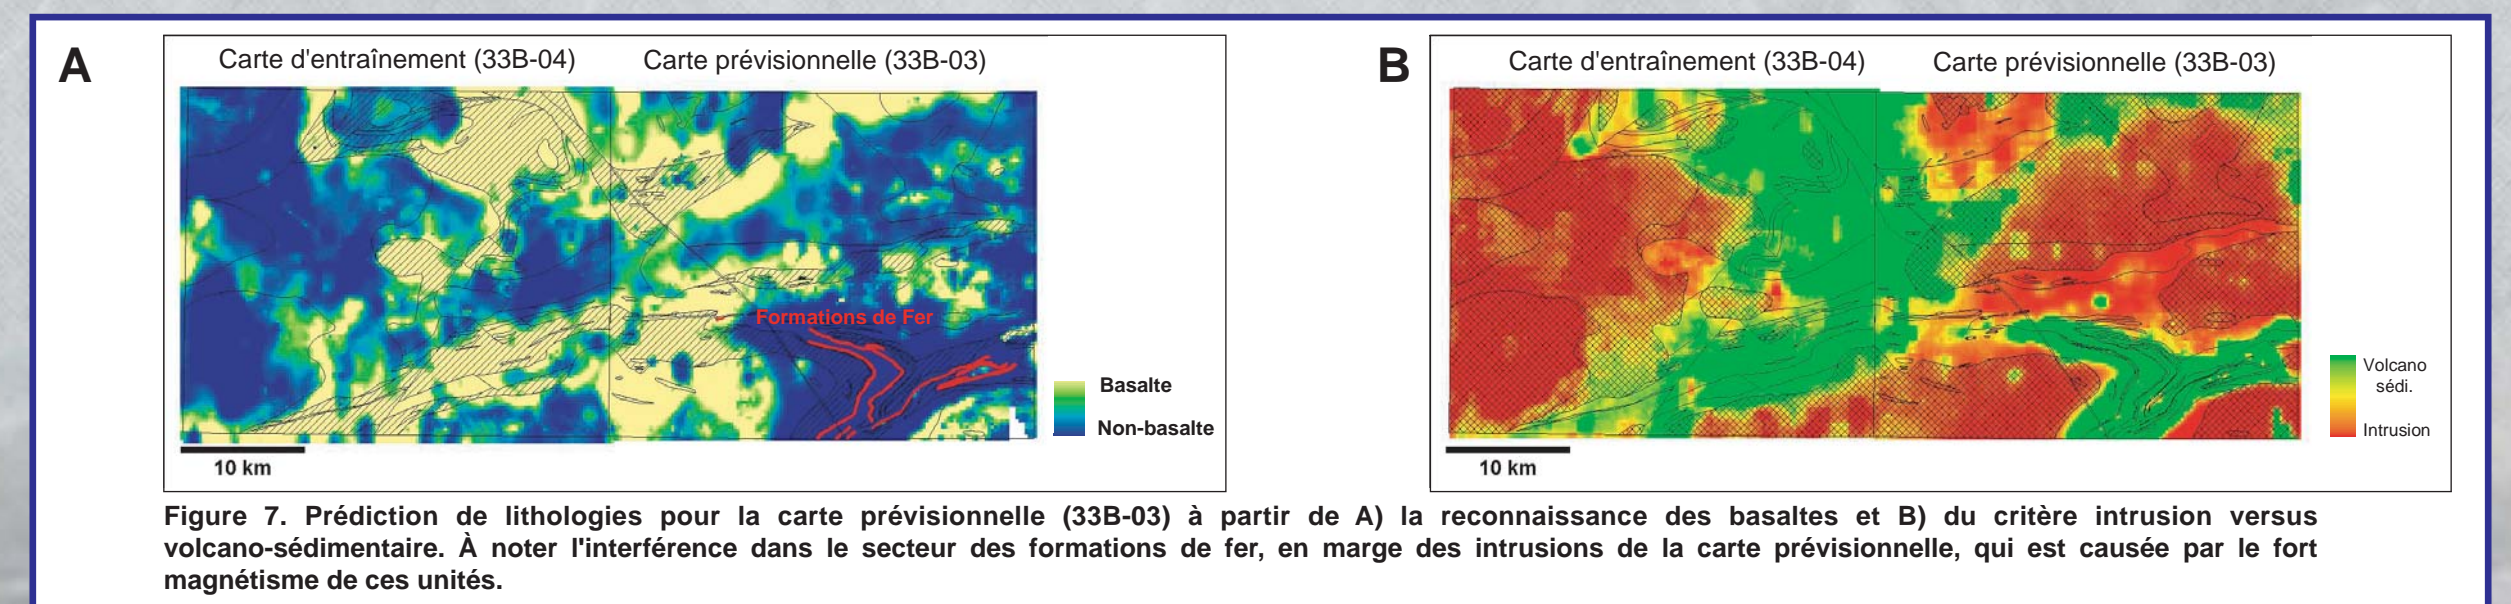 A
Carte d'entraînement (33B-04)
Carte prévisionnelle (33B-03)
Formations de Fer
Basalte
Non-basalte
10 km
B
Carte d'entraînement (33B-04)
Carte prévisionnelle (33B-03)
Volcano
sédi.
Intrusion
10 km
Figure 7. Prédiction de lithologies pour la carte prévisionnelle (33B-03) à partir de A) la reconnaissance des basaltes et B) du critère intrusion versus
volcano-sédimentaire. À noter l'interférence dans le secteur des formations de fer, en marge des intrusions de la carte prévisionnelle, qui est causée par le fort
magnétisme de ces unités.